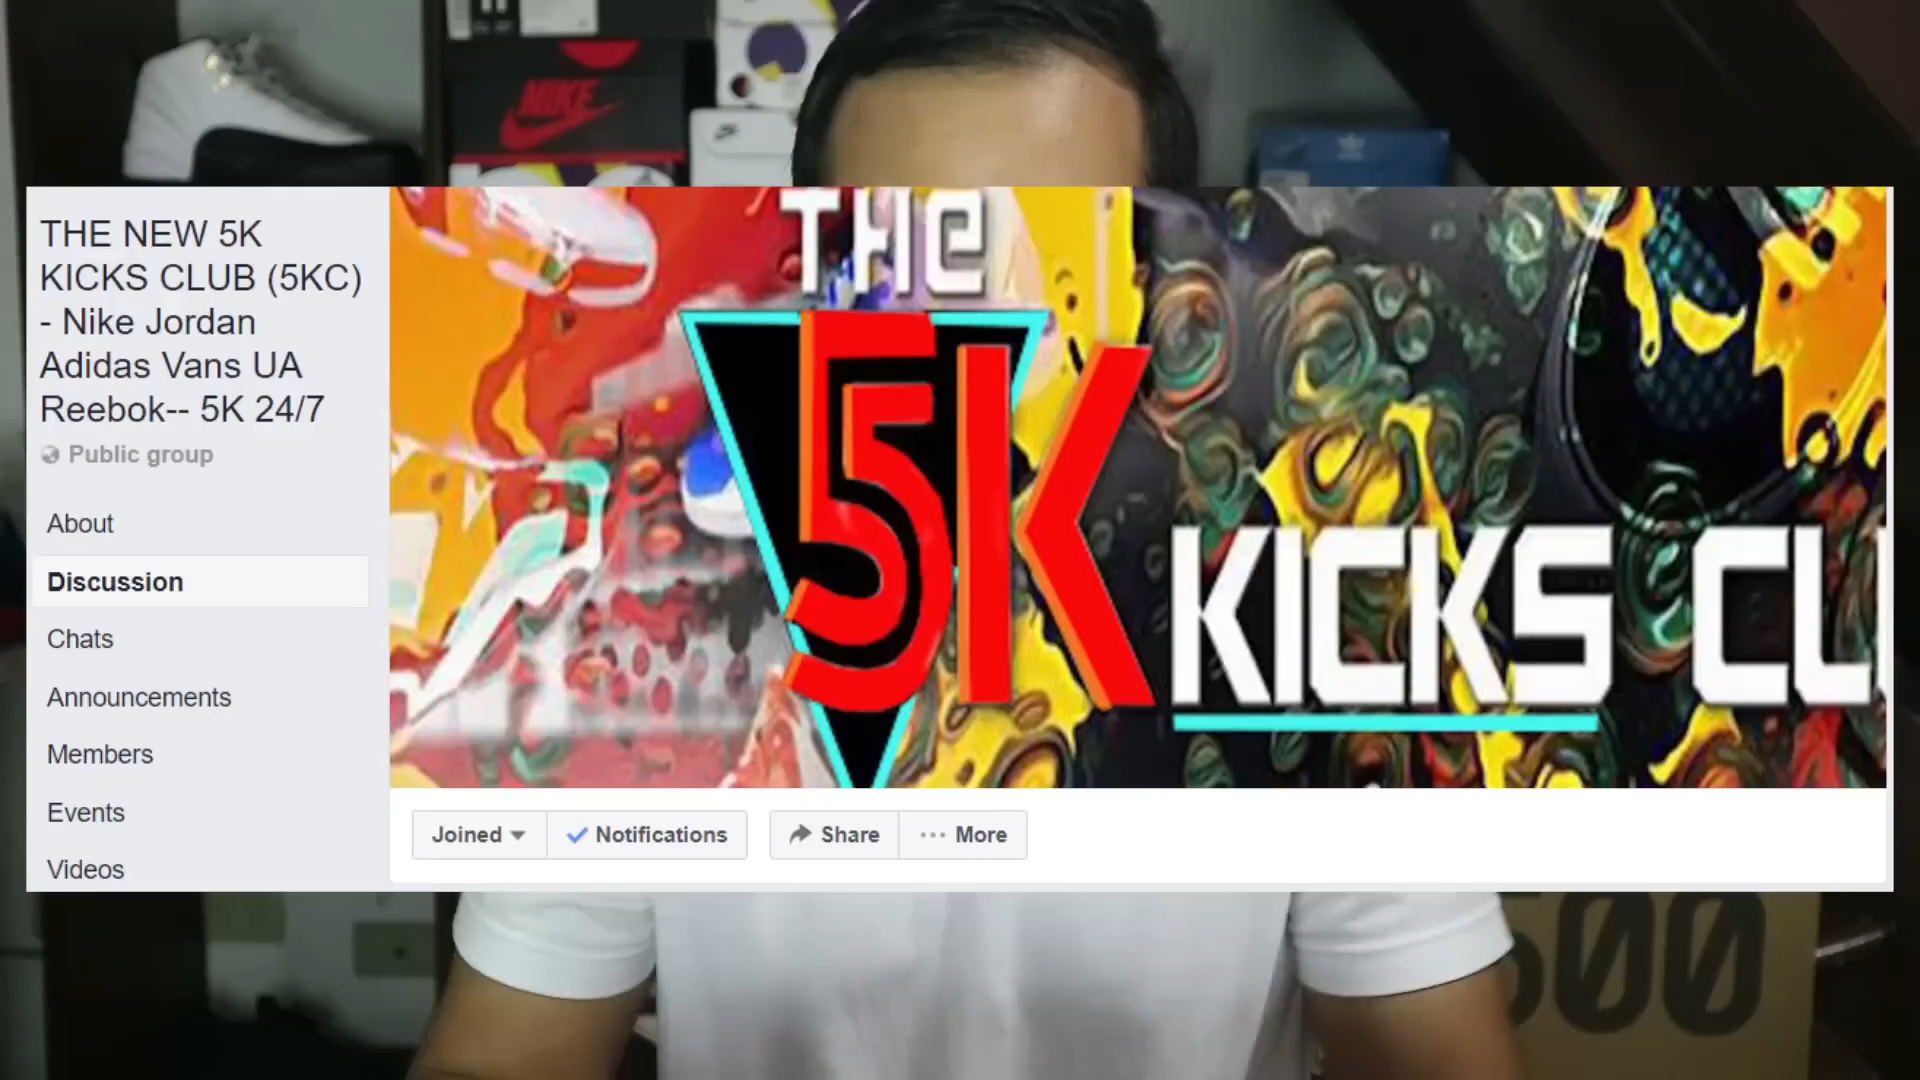 NIKE
THE NEW 5K
KICKS CLUB (5KC)
- Nike Jordan
Adidas Vans UA
Reebok-- 5K 24/7
Public group
About
Discussion
Chats
Announcements
Members
Events
Videos
THe
5K
KICKS CLU
Joined
Notifications
Share
More
500